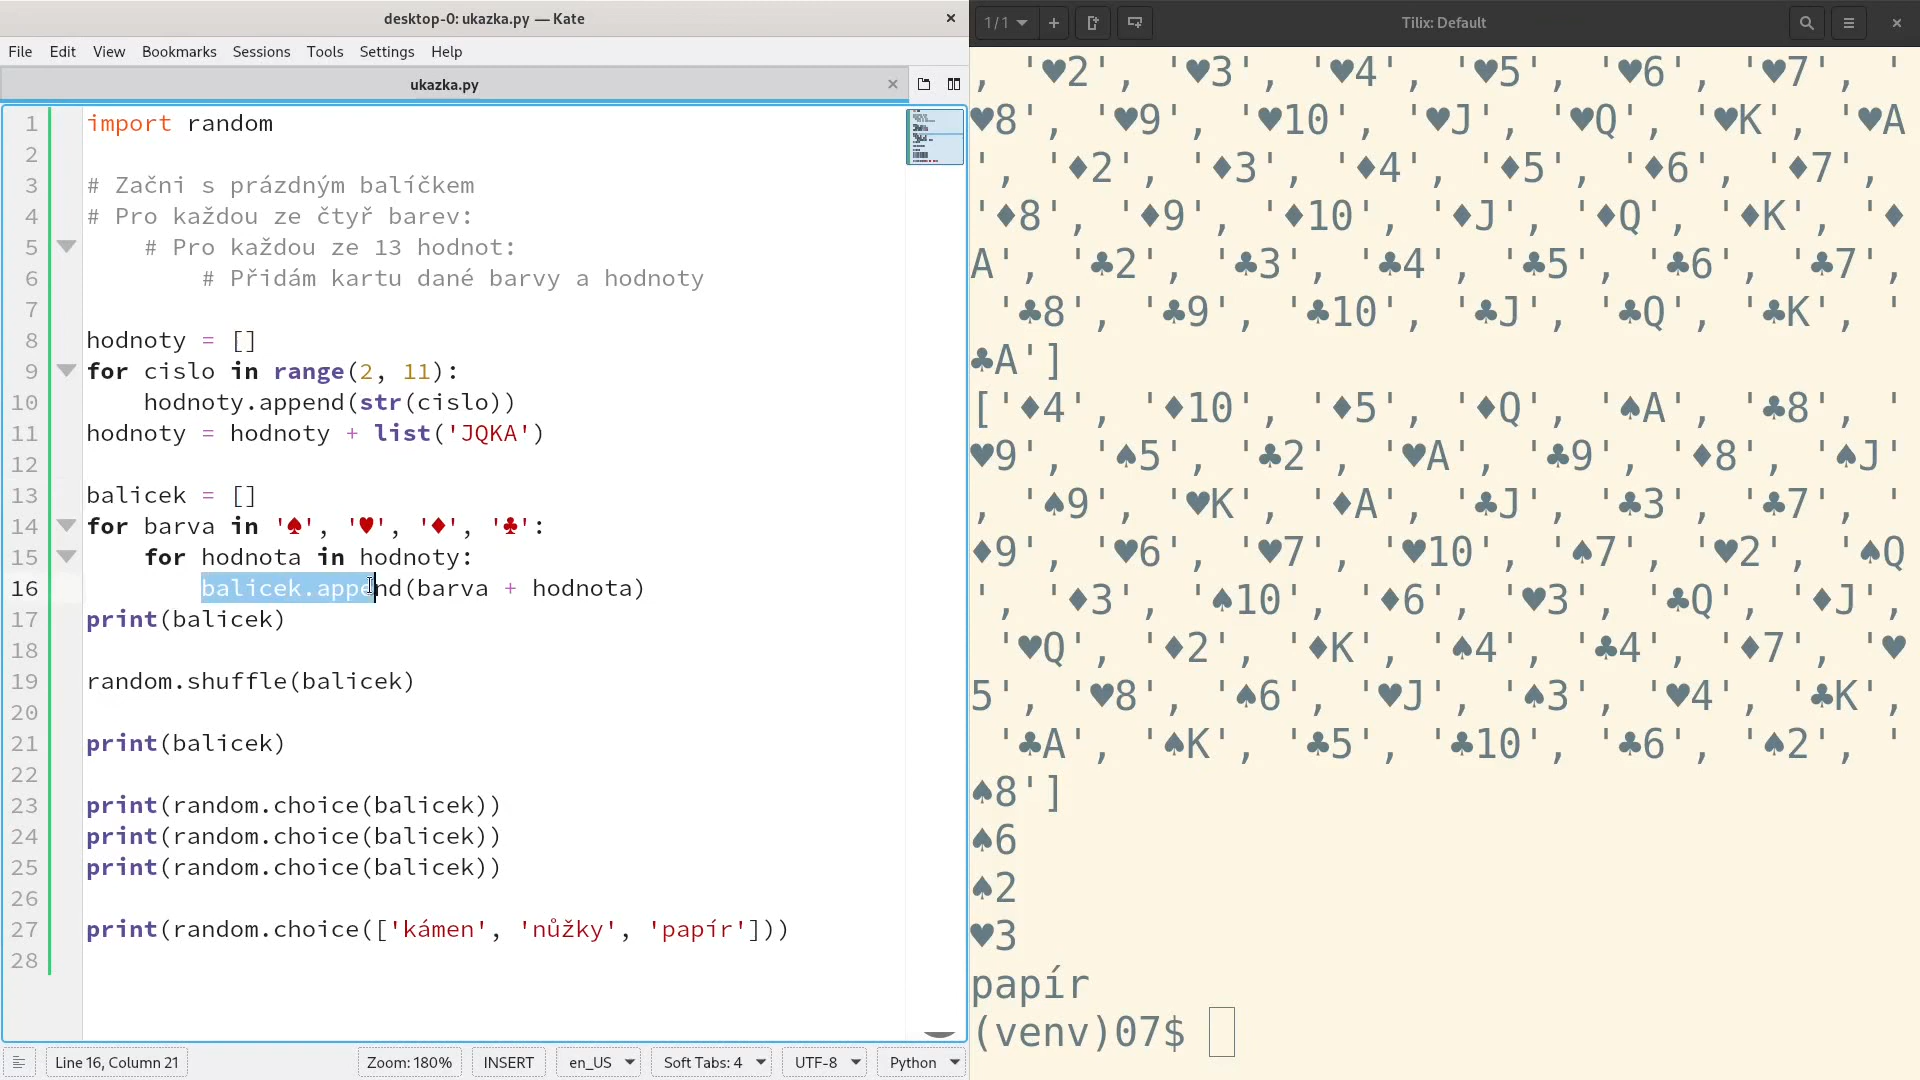 desktop-0: ukazka.py — Kate
File Edit View Bookmarks Sessions Tools Settings Help
ukazka.py
1 import random
2
3 # Začni s prázdným balíčkem
4 # Pro každou ze čtyř barev:
5     # Pro každou ze 13 hodnot:
6         # Přidám kartu dané barvy a hodnoty
7
8 hodnoty = []
9 for cislo in range(2, 11):
10     hodnoty.append(str(cislo))
11 hodnoty = hodnoty + list('JQKA')
12
13 balicek = []
14 for barva in '♠', '♥', '♦', '♣':
15     for hodnota in hodnoty:
16         balicek.append(barva + hodnota)
17 print(balicek)
18
19 random.shuffle(balicek)
20
21 print(balicek)
22
23 print(random.choice(balicek))
24 print(random.choice(balicek))
25 print(random.choice(balicek))
26
27 print(random.choice(['kámen', 'nůžky', 'papír']))
28
Line 16, Column 21 Zoom: 180% INSERT en_US Soft Tabs: 4 UTF-8 Python
1/1 Tilix: Default
, '♥2', '♥3', '♥4', '♥5', '♥6', '♥7', '
♥8', '♥9', '♥10', '♥J', '♥Q', '♥K', '♥A
', '♦2', '♦3', '♦4', '♦5', '♦6', '♦7',
'♦8', '♦9', '♦10', '♦J', '♦Q', '♦K', '♦
A', '♣2', '♣3', '♣4', '♣5', '♣6', '♣7',
'♣8', '♣9', '♣10', '♣J', '♣Q', '♣K', '
♣A']
['♦4', '♦10', '♦5', '♦Q', '♠A', '♣8', '
♥9', '♠5', '♣2', '♥A', '♣9', '♦8', '♠J'
, '♠9', '♥K', '♦A', '♣J', '♣3', '♣7', '
♦9', '♥6', '♥7', '♥10', '♠7', '♥2', '♠Q
', '♦3', '♠10', '♦6', '♥3', '♣Q', '♦J',
'♥Q', '♦2', '♦K', '♠4', '♣4', '♦7', '♥
5', '♥8', '♠6', '♥J', '♠3', '♥4', '♣K',
'♣A', '♠K', '♣5', '♣10', '♣6', '♠2', '
♠8']
♠6
♠2
♥3
papír
(venv)07$